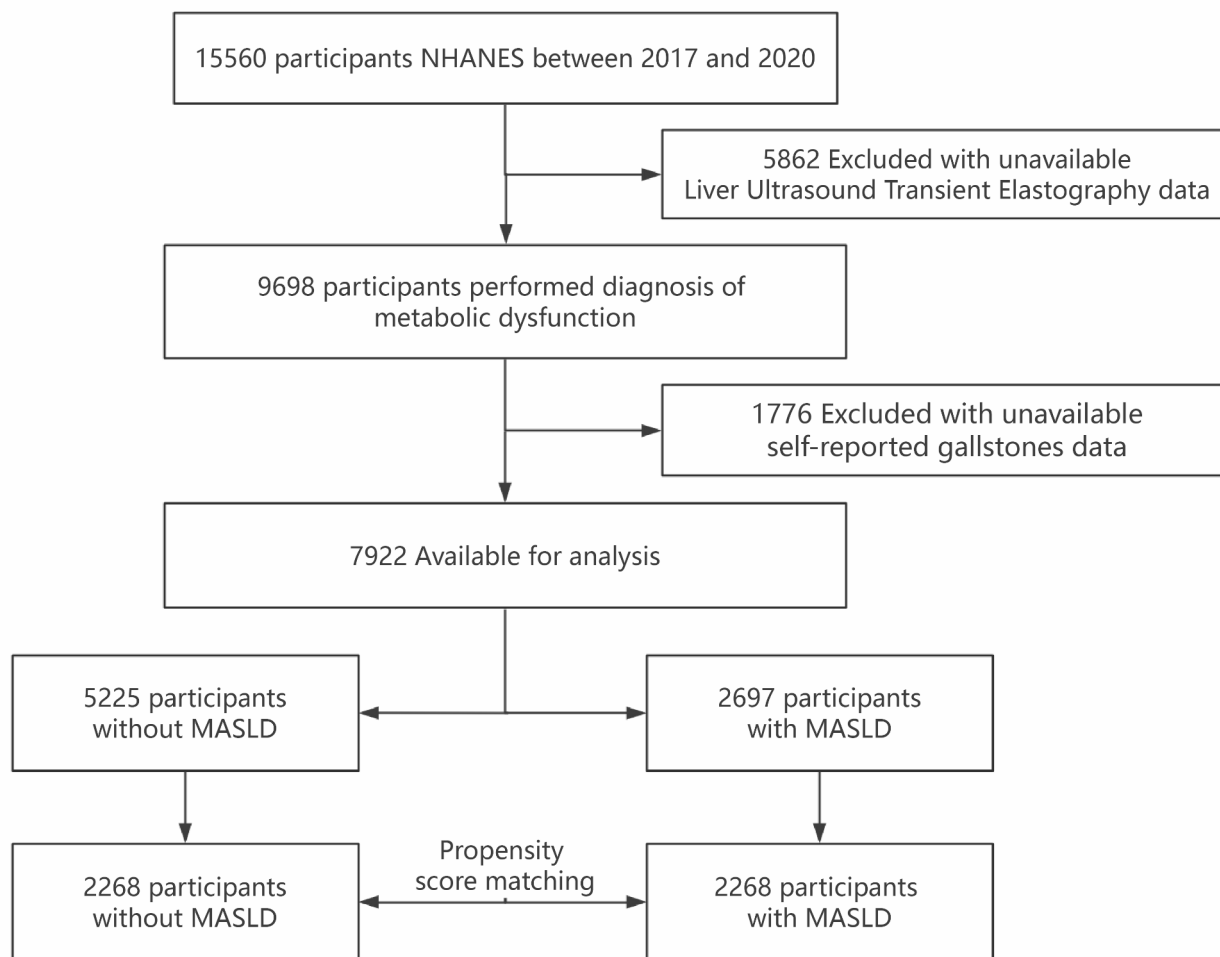 15560 participants NHANES between 2017 and 2020
5862 Excluded with unavailable
Liver Ultrasound Transient Elastography data
9698 participants performed diagnosis of
metabolic dysfunction
1776 Excluded with unavailable
self-reported gallstones data
7922 Available for analysis
5225 participants
without MASLD
2697 participants
with MASLD
Propensity
score matching
2268 participants
without MASLD
2268 participants
with MASLD